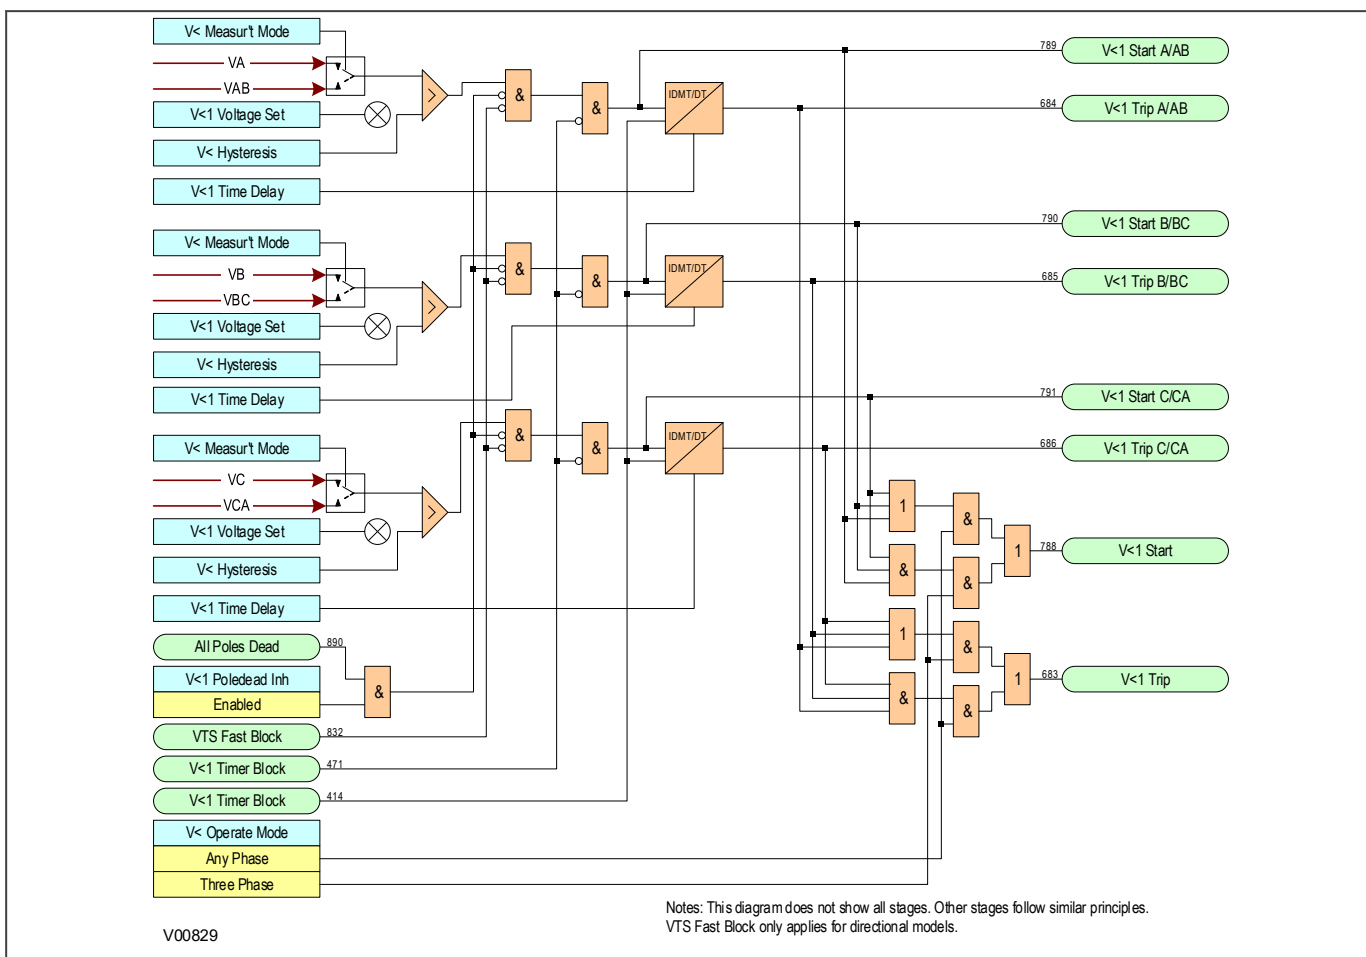 V< Measur't Mode
VA
VAB
V<1 Voltage Set
V< Hysteresis
V<1 Time Delay
>
&
&
IDMT/DT
789
V<1 Start A/AB
684
V<1 Trip A/AB
V< Measur't Mode
VB
VBC
V<1 Voltage Set
V< Hysteresis
V<1 Time Delay
>
&
&
IDMT/DT
790
V<1 Start B/BC
685
V<1 Trip B/BC
V< Measur't Mode
VC
VCA
V<1 Voltage Set
V< Hysteresis
V<1 Time Delay
>
&
&
IDMT/DT
791
V<1 Start C/CA
686
V<1 Trip C/CA
1
&
&
&
1
788
V<1 Start
1
&
&
&
1
683
V<1 Trip
All Poles Dead
890
V<1 Poledead Inh
Enabled
&
VTS Fast Block
832
V<1 Timer Block
471
V<1 Timer Block
414
V< Operate Mode
Any Phase
Three Phase
Notes: This diagram does not show all stages. Other stages follow similar principles.
VTS Fast Block only applies for directional models.
V00829